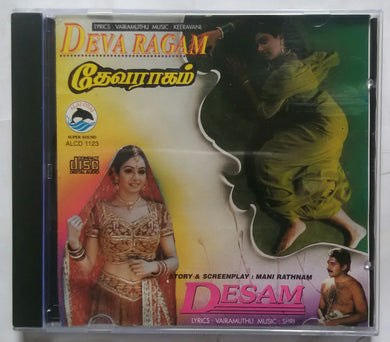 LYRICS : VAIRAMUTHU MUSIC : KEERAVANI
DEVA RAGAM
தேவராகம்
SUPER SOUND
ALCD 1123
COMPACT
disc
DIGITAL AUDIO
STORY & SCREENPLAY : MANI RATHNAM
DESAM
LYRICS : VAIRAMUTHU MUSIC : SHRI